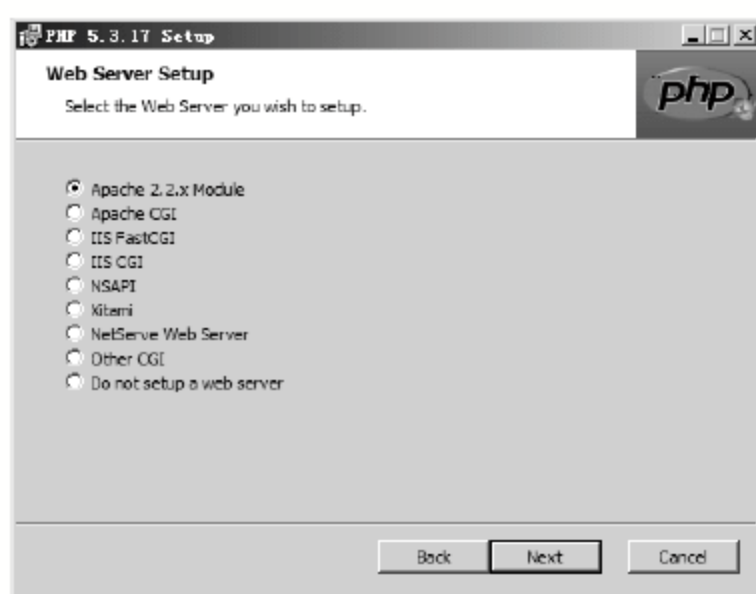 PHP 5.3.17 Setup
Web Server Setup
Select the Web Server you wish to setup.
php
Apache 2.2.x Module
Apache CGI
IIS FastCGI
IIS CGI
NSAPI
Xitami
NetServe Web Server
Other CGI
Do not setup a web server
Back
Next
Cancel